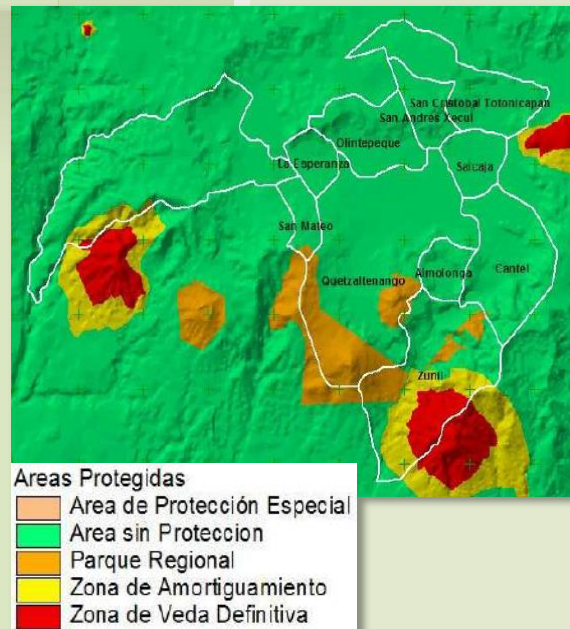 San Cristobal Totonicapan
San Andres Xecul
Olintepeque
La Esperanza
Salcaja
San Mateo
Quetzaltenango
Almolonga
Cantel
Zunil
Areas Protegidas
Area de Protección Especial
Area sin Proteccion
Parque Regional
Zona de Amortiguamiento
Zona de Veda Definitiva